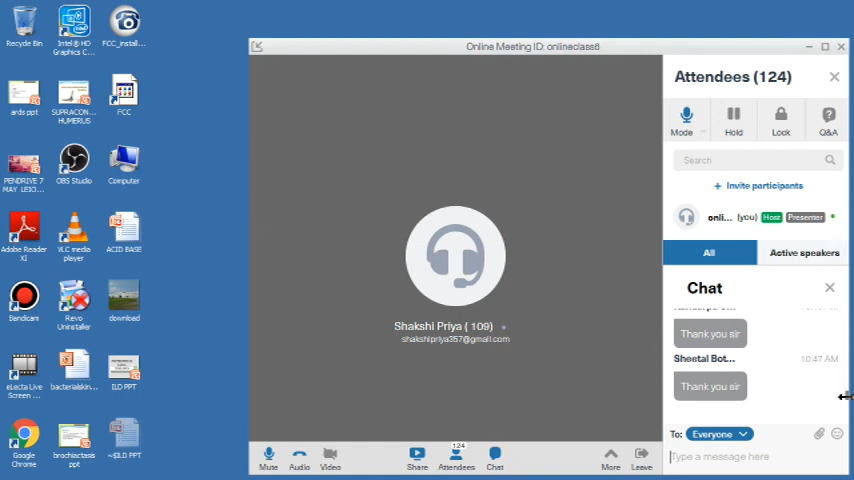 Recycle Bin
Intel® HD
Graphics C...
FCC_install...
ards ppt
SUPRACON...
HUMERUS
FCC
PENDRIVE 7
OBS Studio
Computer
Adobe Reader
XI
VLC media
player
ACID BASE
Bandicam
Revo
Uninstaller
download
eLecta Live
Screen ...
bacterialskin...
ILD PPT
Google
Chrome
brochiactasis
ppt
~$ILD PPT
Online Meeting ID: onlineclass8
Shakshi Priya ( 109)
shakshipriya357@gmail.com
Mute
Audio
Video
Share
124
Attendees
Chat
More
Leave
Attendees (124)
Mode
Hold
Lock
Q&A
Search
+ Invite participants
onli... (you) Host Presenter
All
Active speakers
Chat
Thank you sir
Sheetal Bot... 10:47 AM
Thank you sir
To: Everyone
Type a message here